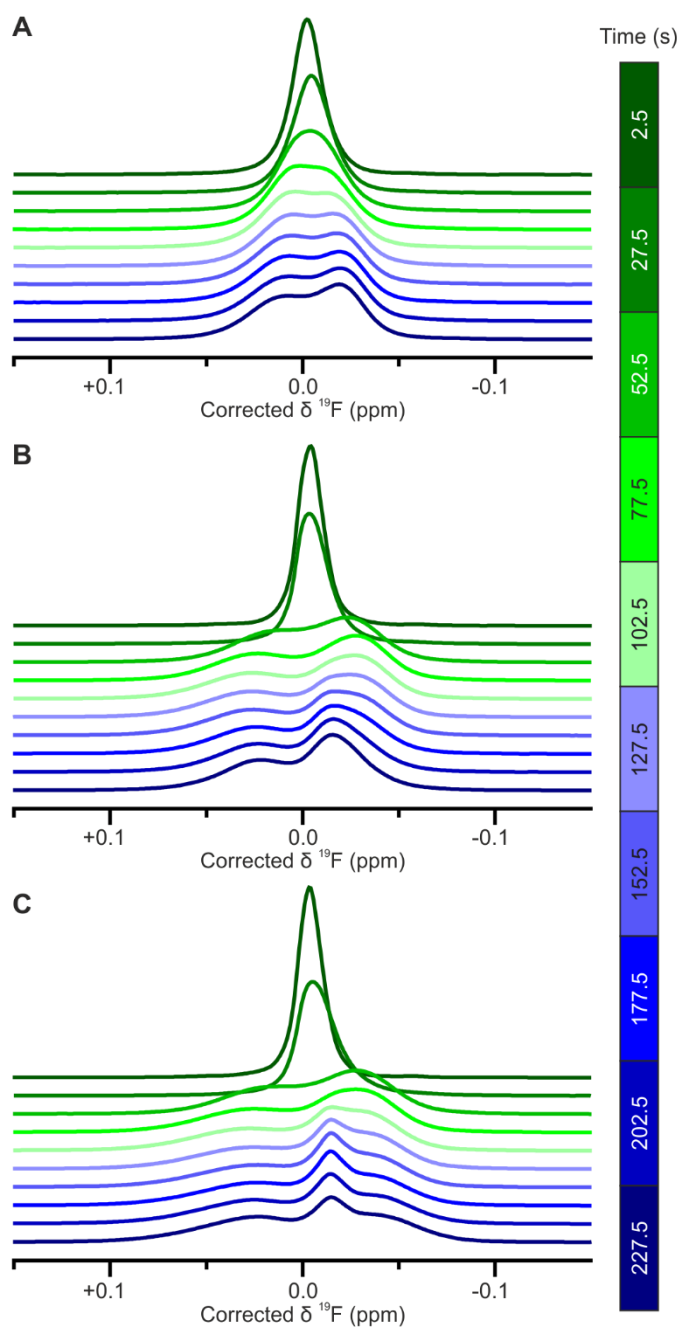 A
Time (s)
+0.1
0.0
-0.1
Corrected δ ¹⁹F (ppm)
B
+0.1
0.0
-0.1
Corrected δ ¹⁹F (ppm)
C
+0.1
0.0
-0.1
Corrected δ ¹⁹F (ppm)
2.5
27.5
52.5
77.5
102.5
127.5
152.5
177.5
202.5
227.5